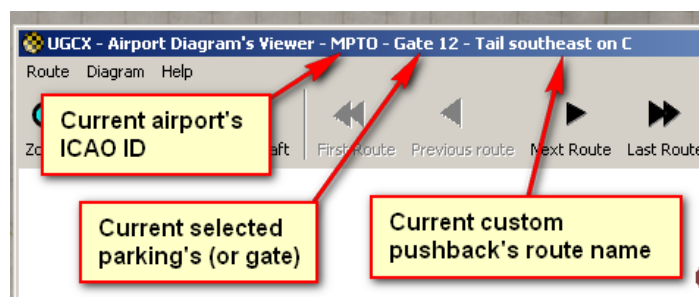 UGCX - Airport Diagram's Viewer - MPTO - Gate 12 - Tail southeast on C
Route Diagram Help
Current airport's
ICAO ID
First Route Previous route Next Route Last Route
Current selected
parking's (or gate)
Current custom
pushback's route name